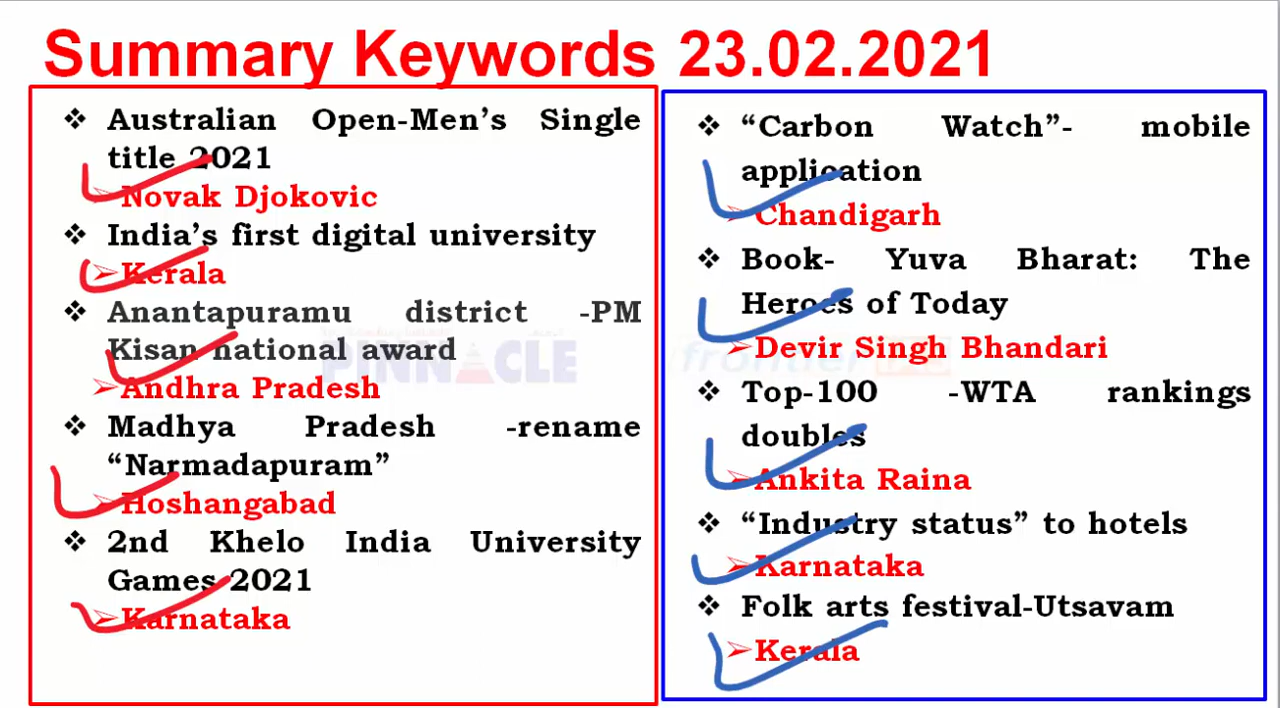 Summary Keywords 23.02.2021
❖ Australian Open-Men's Single
title 2021
➢Novak Djokovic
❖ India's first digital university
➢Kerala
❖ Anantapuramu district -PM
Kisan national award
➢Andhra Pradesh
❖ Madhya Pradesh -rename
“Narmadapuram”
➢Hoshangabad
❖ 2nd Khelo India University
Games 2021
➢Karnataka
❖ “Carbon Watch”- mobile
application
➢Chandigarh
❖ Book- Yuva Bharat: The
Heroes of Today
➢Devir Singh Bhandari
❖ Top-100 -WTA rankings
doubles
➢Ankita Raina
❖ “Industry status” to hotels
➢Karnataka
❖ Folk arts festival-Utsavam
➢Kerala
PINNACLE
frontier